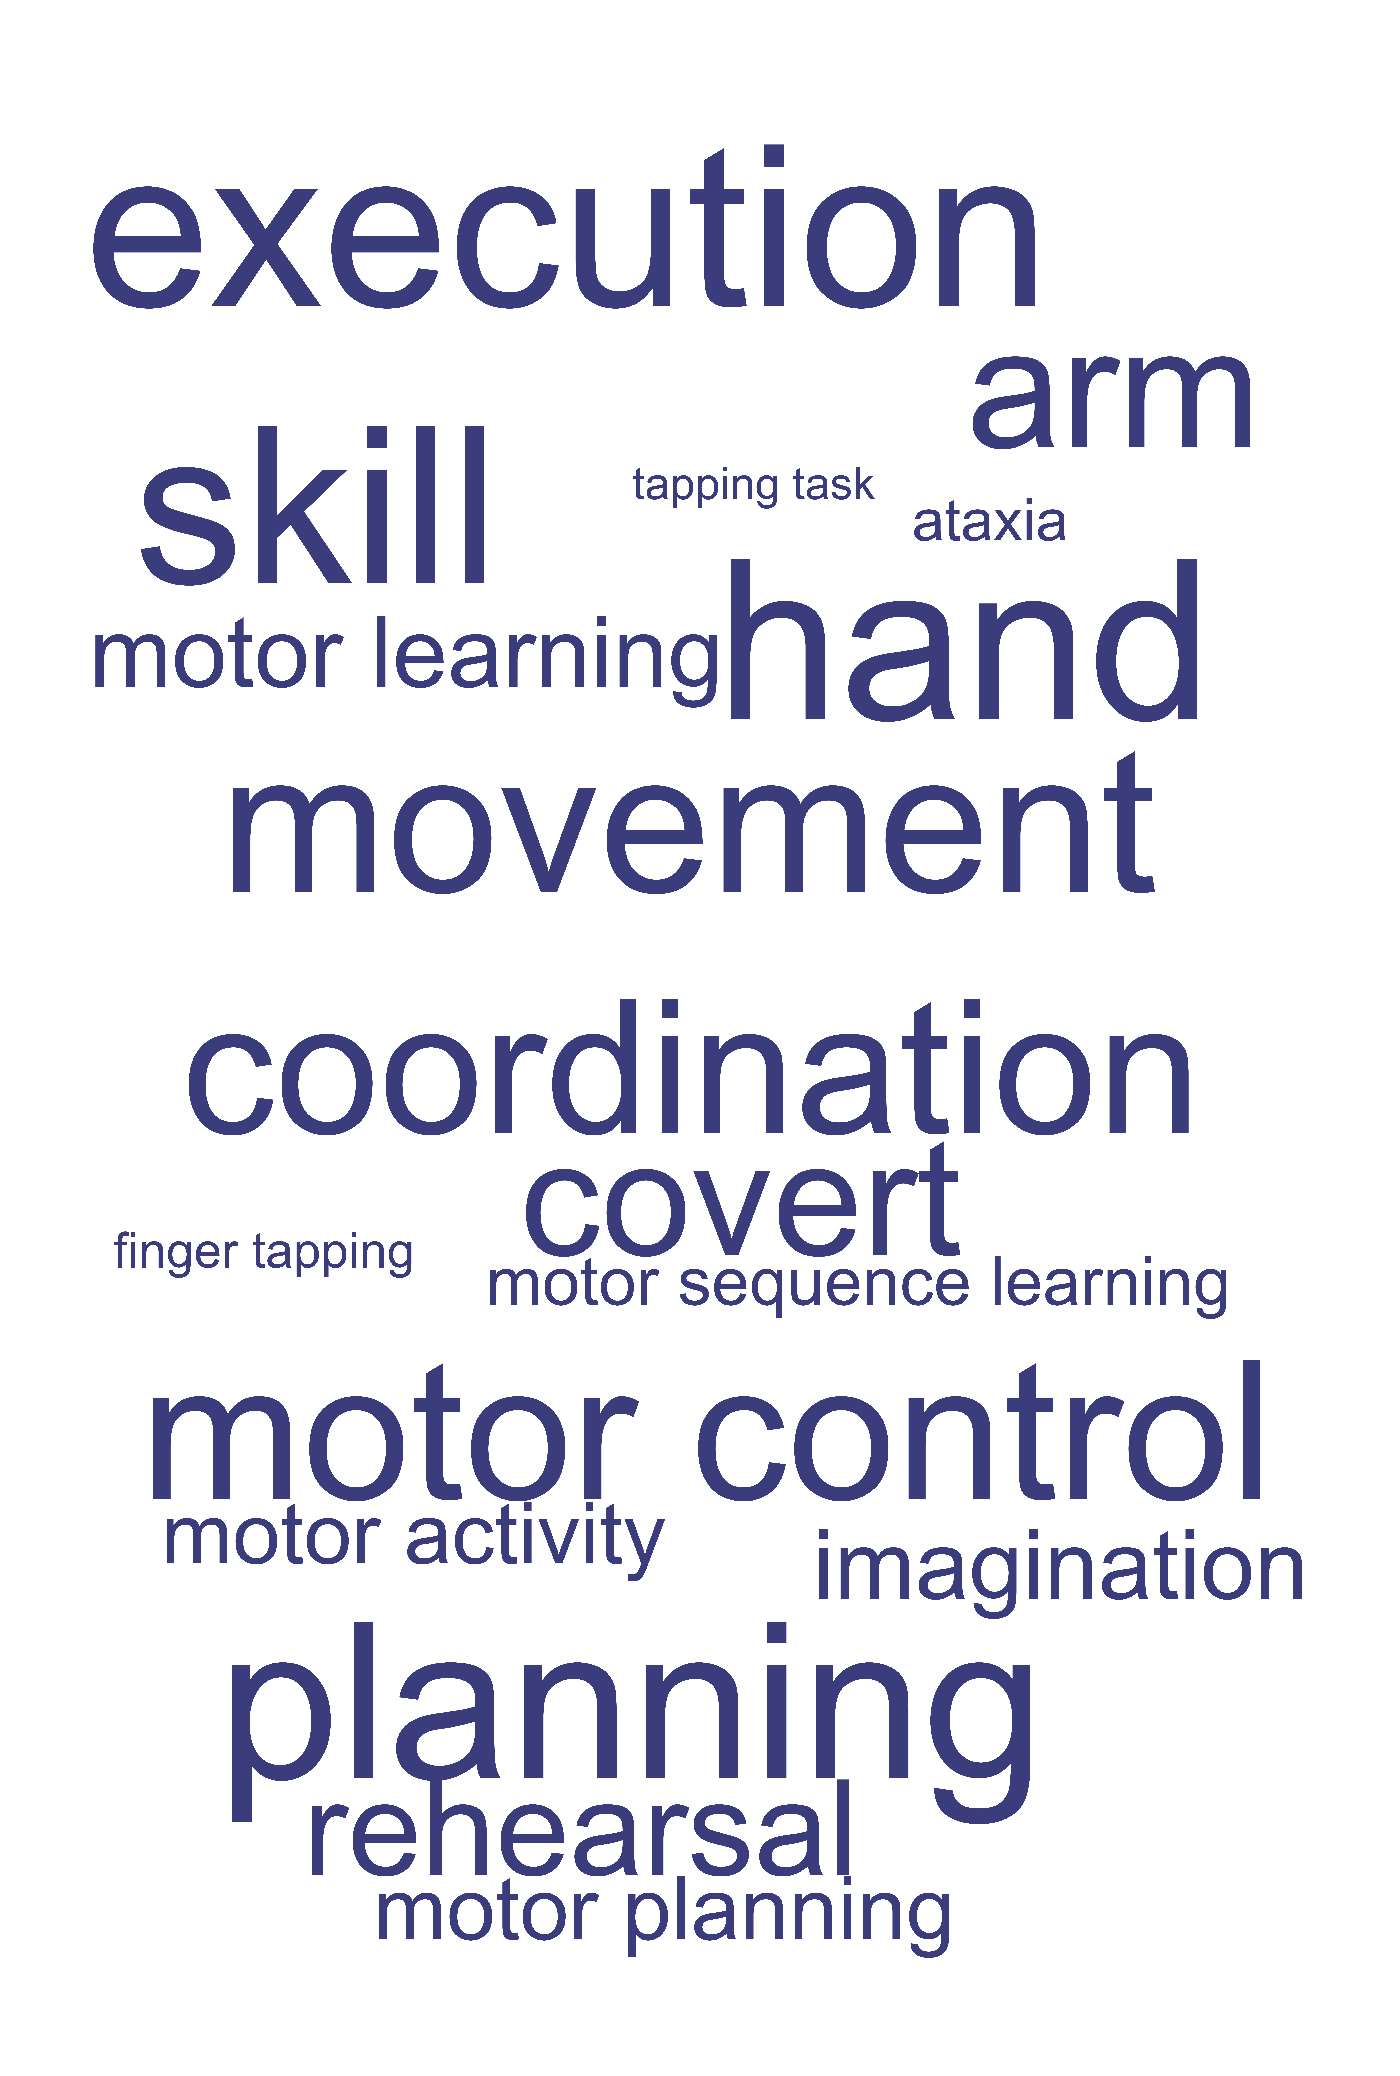 execution
arm
skill
tapping task
ataxia
hand
motor learning
movement
coordination
covert
finger tapping
motor sequence learning
motor control
motor activity
imagination
planning
rehearsal
motor planning